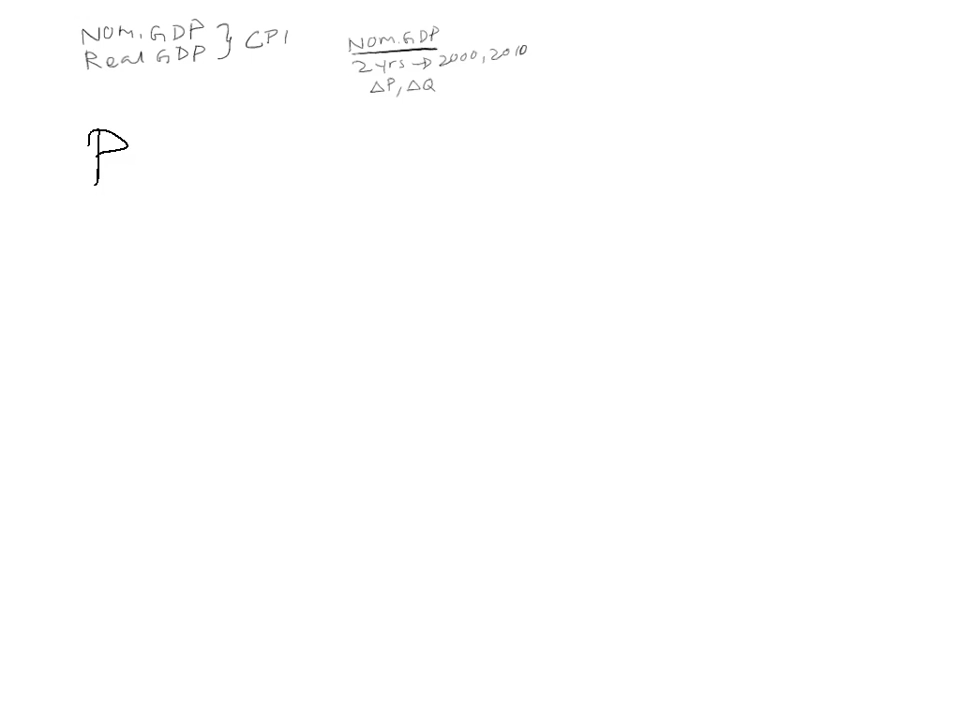 Nom. GDP
Real GDP } CPI
Nom. GDP
2 yrs → 2000, 2010
ΔP, ΔQ
P